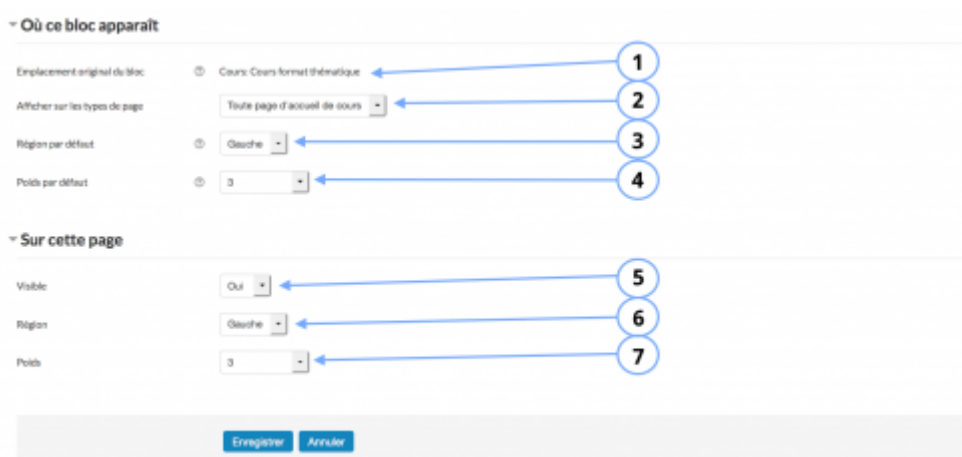 Où ce bloc apparaît
Emplacement original du bloc Cours: Cours format thématique 1
Afficher sur les types de page Toute page d'accueil de cours 2
Région par défaut Gauche 3
Poids par défaut 3 4
Sur cette page
Visible Oui 5
Région Gauche 6
Poids 3 7
Enregistrer Annuler